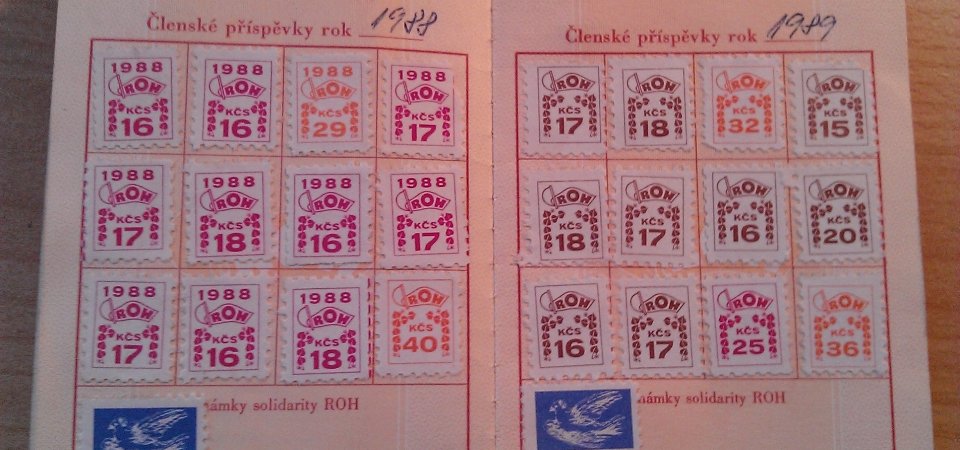 Členské příspěvky rok 1988
1988 1988 1988 1988
ROH ROH ROH ROH
KČS KČS KČS KČS
16 16 29 17
1988 1988 1988 1988
ROH ROH ROH ROH
KČS KČS KČS KČS
17 18 16 17
1988 1988 1988
ROH ROH ROH ROH
KČS KČS KČS KČS
17 16 18 40
námky solidarity ROH
Členské příspěvky rok 1989
ROH ROH ROH ROH
KČS KČS KČS KČS
17 18 32 15
ROH ROH ROH ROH
KČS KČS KČS KČS
18 17 16 20
ROH ROH ROH ROH
KČS KČS KČS KČS
16 17 25 36
námky solidarity ROH